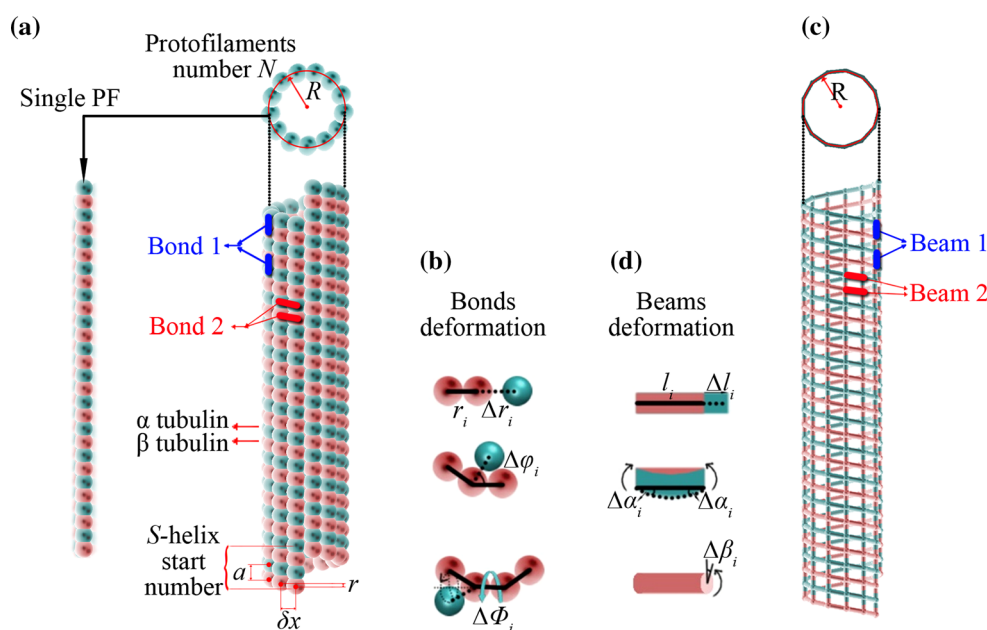 (a)
Protofilaments
number N
R
Single PF
Bond 1
Bond 2
α tubulin
β tubulin
S-helix
start
number
a
r
δx
(b)
Bonds
deformation
r_i Δr_i
Δφ_i
ΔΦ_i
(d)
Beams
deformation
l_i Δl_i
Δα_i Δα_i
Δβ_i
(c)
R
Beam 1
Beam 2